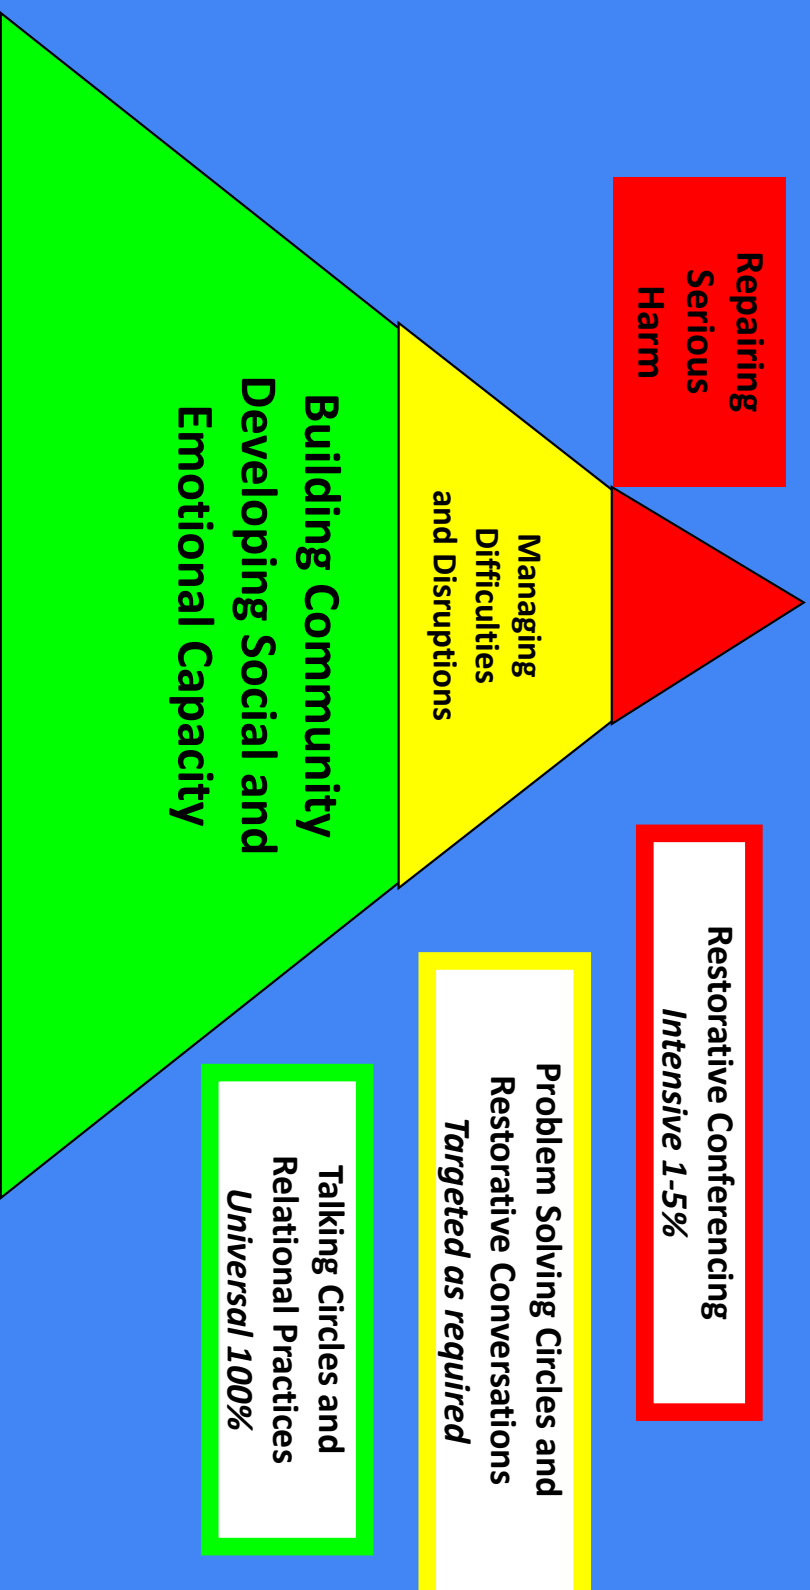 Repairing
Serious
Harm
Restorative Conferencing
Intensive 1-5%
Managing
Difficulties
and Disruptions
Problem Solving Circles and
Restorative Conversations
Targeted as required
Building Community
Developing Social and
Emotional Capacity
Talking Circles and
Relational Practices
Universal 100%